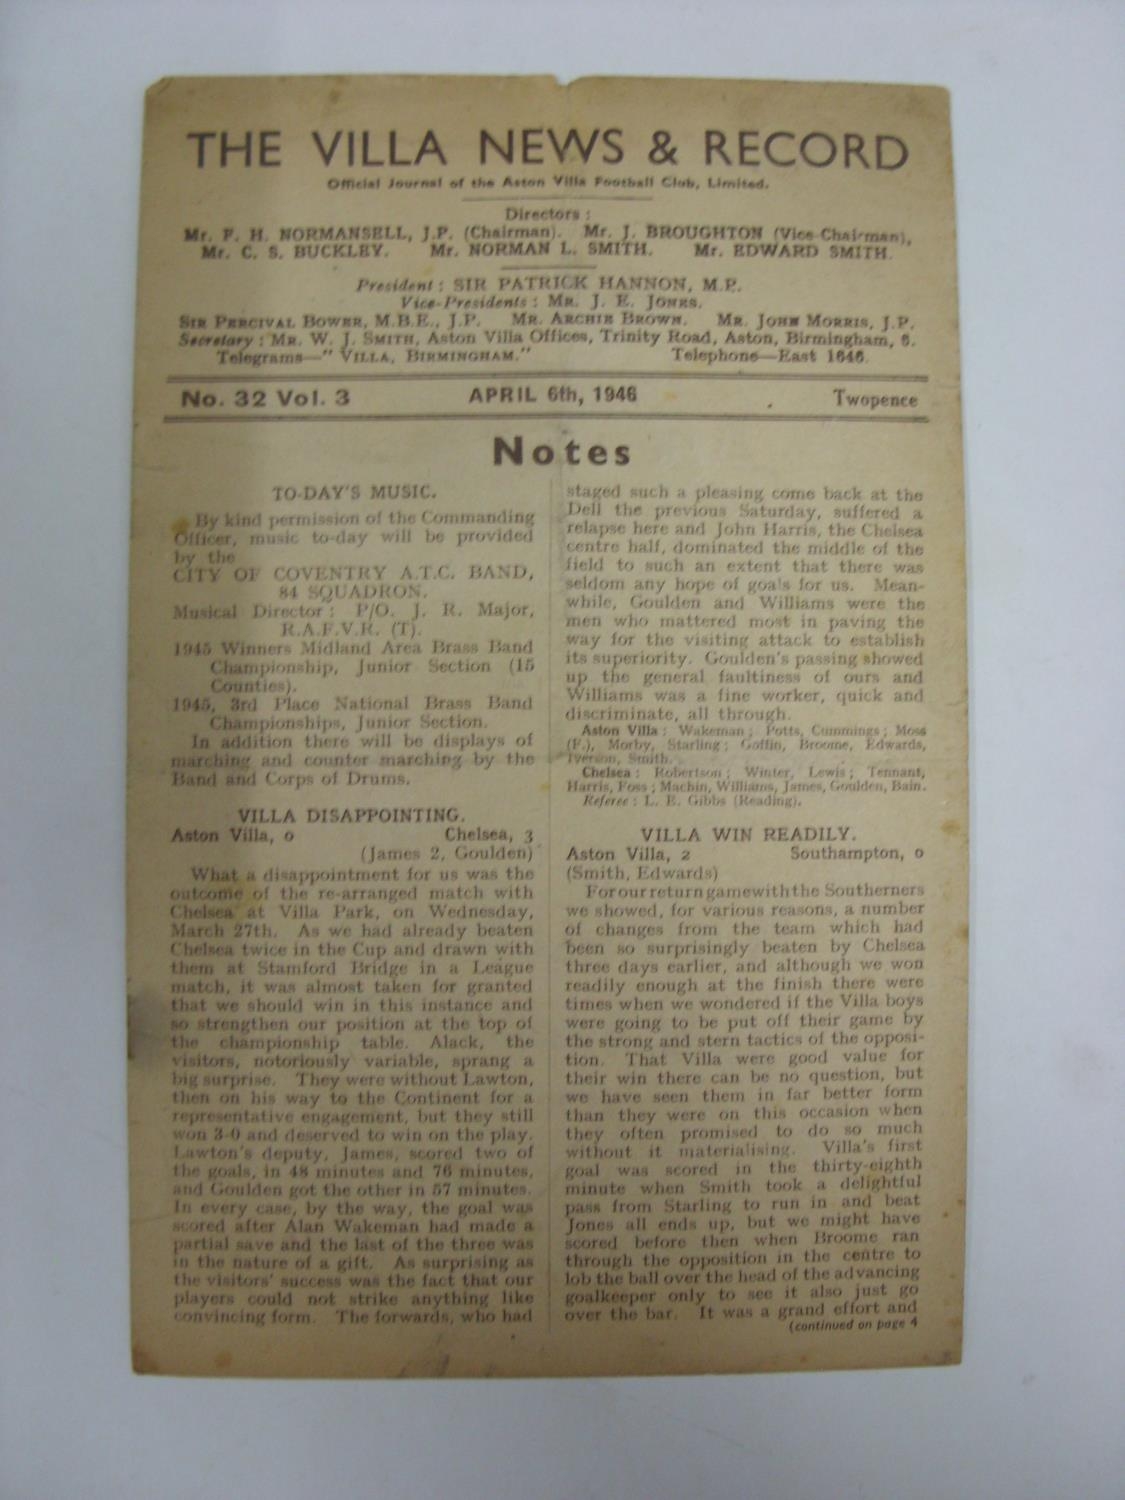 THE VILLA NEWS & RECORD
Official Journal of the Aston Villa Football Club, Limited.
Directors :
Mr. F. H. NORMANSELL, J.P. (Chairman). Mr. J. BROUGHTON (Vice-Chairman),
Mr. C. S. BUCKLEY. Mr. NORMAN L. SMITH. Mr. EDWARD SMITH.
President : SIR PATRICK HANNON, M.P.
Vice-Presidents : MR. J. E. JONES.
SIR PERCIVAL BOWER, M.B.E., J.P. MR. ARCHIE BROWN. MR. JOHN MORRIS, J.P.
Secretary : MR. W. J. SMITH, Aston Villa Offices, Trinity Road, Aston, Birmingham, 6.
Telegrams—" VILLA, BIRMINGHAM." Telephone—East 1646.
No. 32 Vol. 3 APRIL 6th, 1946 Twopence
Notes
TO-DAY'S MUSIC.
By kind permission of the Commanding
Officer, music to-day will be provided
by the
CITY OF COVENTRY A.T.C. BAND,
84 SQUADRON.
Musical Director : P/O. J. R. Major,
R.A.F.V.R. (T).
1945 Winners Midland Area Brass Band
Championship, Junior Section (15
Counties).
1945, 3rd Place National Brass Band
Championships, Junior Section.
In addition there will be displays of
marching and counter marching by the
Band and Corps of Drums.
VILLA DISAPPOINTING.
Aston Villa, 0 Chelsea, 3
(James 2, Goulden)
What a disappointment for us was the
outcome of the re-arranged match with
Chelsea at Villa Park, on Wednesday,
March 27th. As we had already beaten
Chelsea twice in the Cup and drawn with
them at Stamford Bridge in a League
match, it was almost taken for granted
that we should win in this instance and
so strengthen our position at the top of
the championship table. Alack, the
visitors, notoriously variable, sprang a
big surprise. They were without Lawton,
then on his way to the Continent for a
representative engagement, but they still
won 3-0 and deserved to win on the play.
Lawton's deputy, James, scored two of
the goals, in 48 minutes and 76 minutes,
and Goulden got the other in 57 minutes.
In every case, by the way, the goal was
scored after Alan Wakeman had made a
partial save and the last of the three was
in the nature of a gift. As surprising as
the visitors' success was the fact that our
players could not strike anything like
convincing form. The forwards, who had
staged such a pleasing come back at the
Dell the previous Saturday, suffered a
relapse here and John Harris, the Chelsea
centre half, dominated the middle of the
field to such an extent that there was
seldom any hope of goals for us. Mean-
while, Goulden and Williams were the
men who mattered most in paving the
way for the visiting attack to establish
its superiority. Goulden's passing showed
up the general faultiness of ours and
Williams was a fine worker, quick and
discriminate, all through.
Aston Villa : Wakeman ; Potts, Cummings ; Moss
(F.), Morby, Starling ; Goffin, Broome, Edwards,
Iverson, Smith.
Chelsea : Robertson ; Winter, Lewis ; Tennant,
Harris, Foss ; Machin, Williams, James, Goulden, Bain.
Referee : L. E. Gibbs (Reading).
VILLA WIN READILY.
Aston Villa, 2 Southampton, 0
(Smith, Edwards)
For our return game with the Southerners
we showed, for various reasons, a number
of changes from the team which had
been so surprisingly beaten by Chelsea
three days earlier, and although we won
readily enough at the finish there were
times when we wondered if the Villa boys
were going to be put off their game by
the strong and stern tactics of the opposi-
tion. That Villa were good value for
their win there can be no question, but
we have seen them in far better form
than they were on this occasion when
they often promised to do so much
without it materialising. Villa's first
goal was scored in the thirty-eighth
minute when Smith took a delightful
pass from Starling to run in and beat
Jones all ends up, but we might have
scored before then when Broome ran
through the opposition in the centre to
lob the ball over the head of the advancing
goalkeeper only to see it also just go
over the bar. It was a grand effort and
(continued on page 4